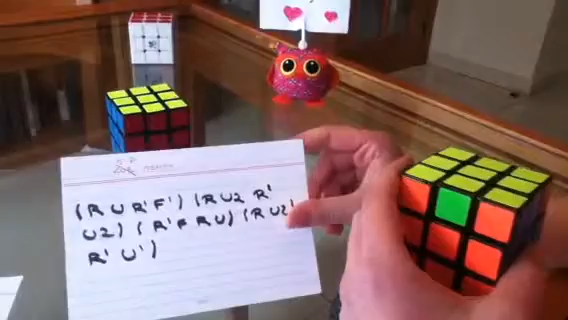 (R U R' F') (R U2 R'
U2) (R' F R U) (R U2'
R' U')